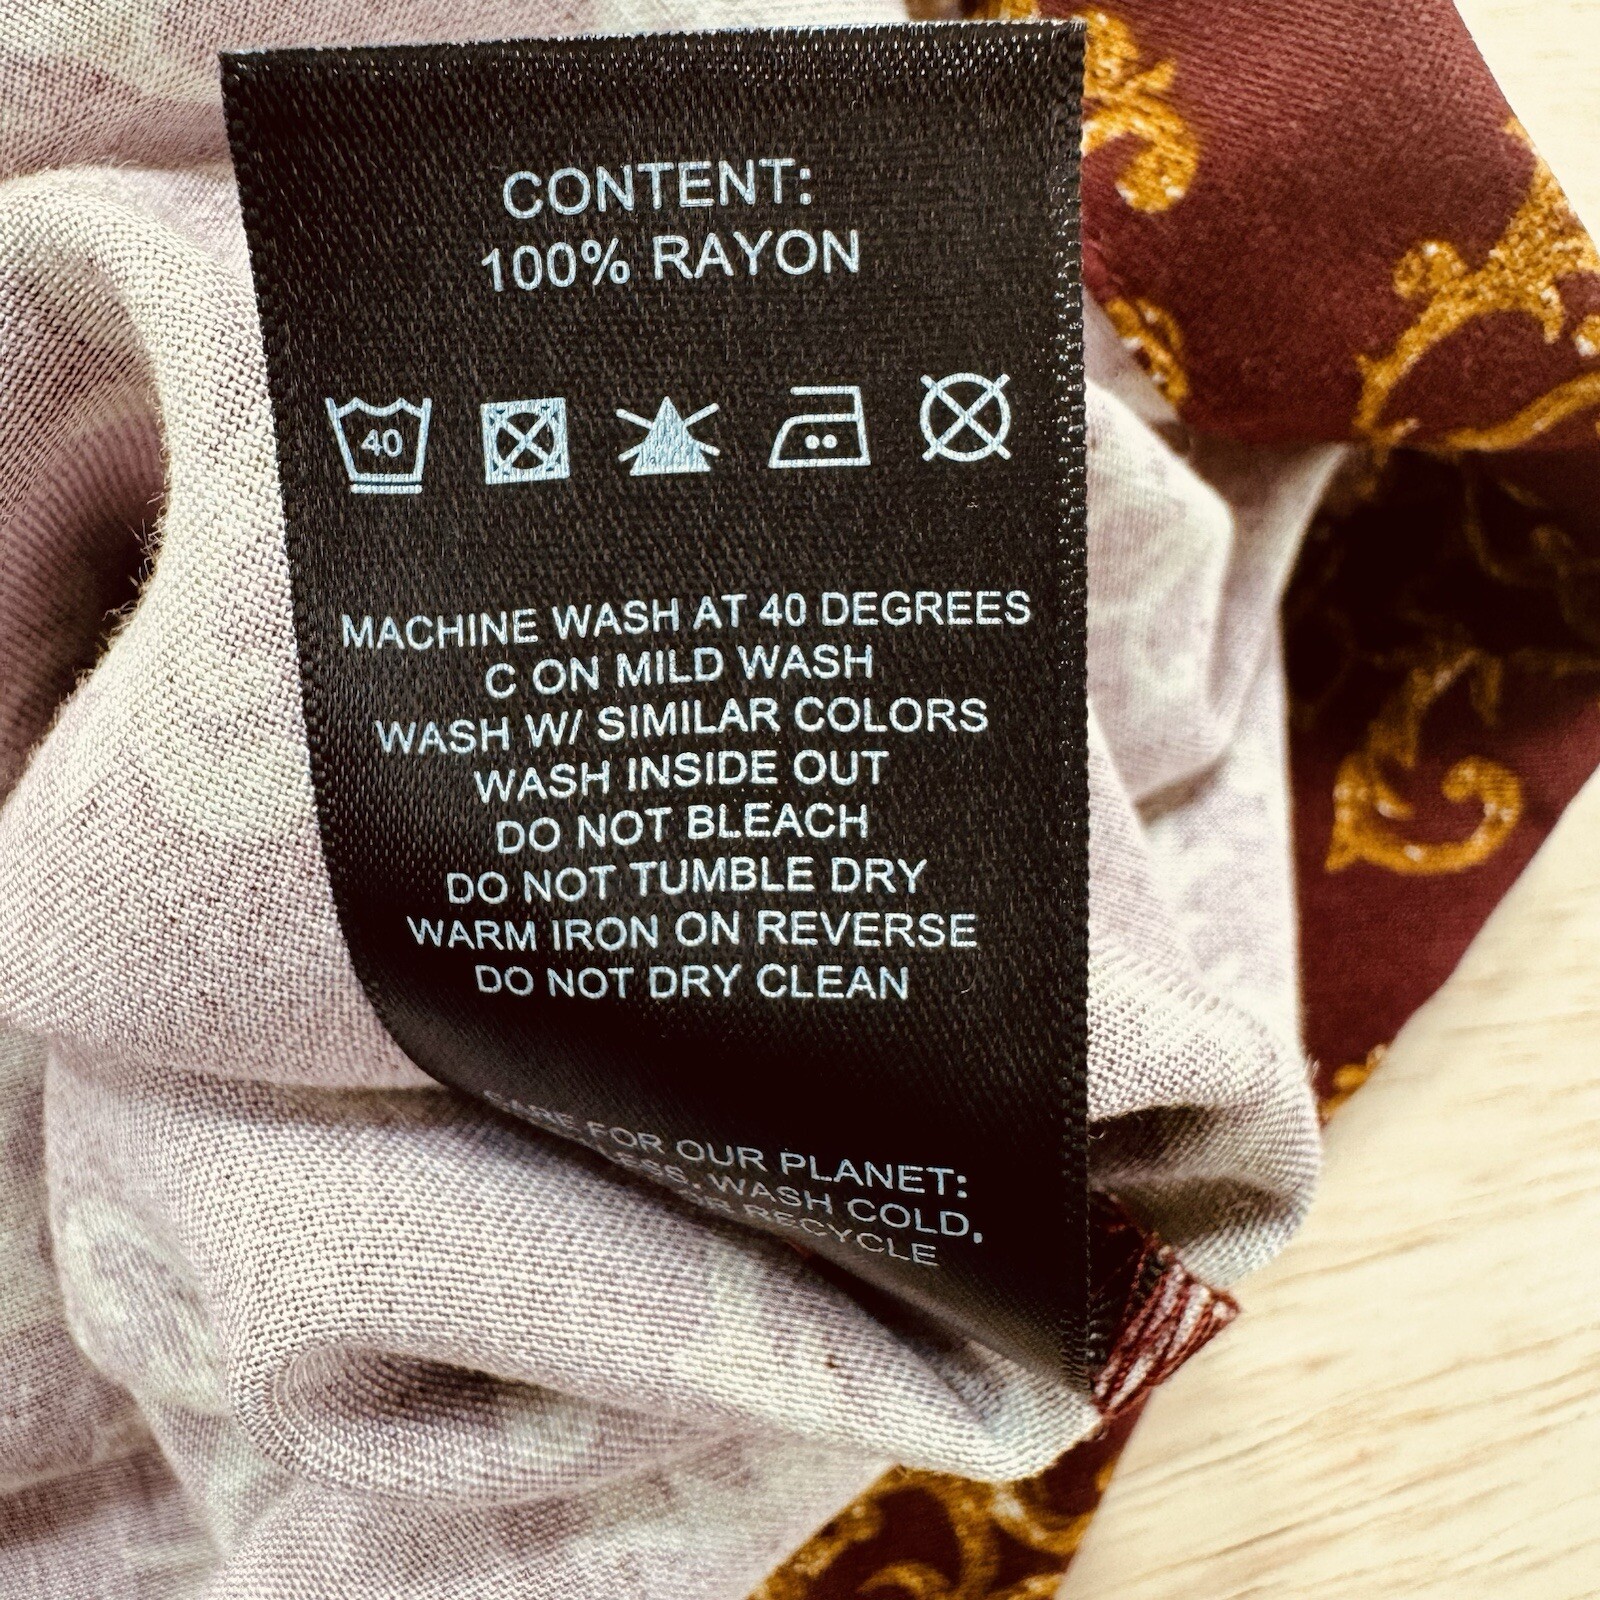 CONTENT:
100% RAYON
40
MACHINE WASH AT 40 DEGREES
C ON MILD WASH
WASH W/ SIMILAR COLORS
WASH INSIDE OUT
DO NOT BLEACH
DO NOT TUMBLE DRY
WARM IRON ON REVERSE
DO NOT DRY CLEAN
CARE FOR OUR PLANET:
LESS, WASH COLD,
OR RECYCLE